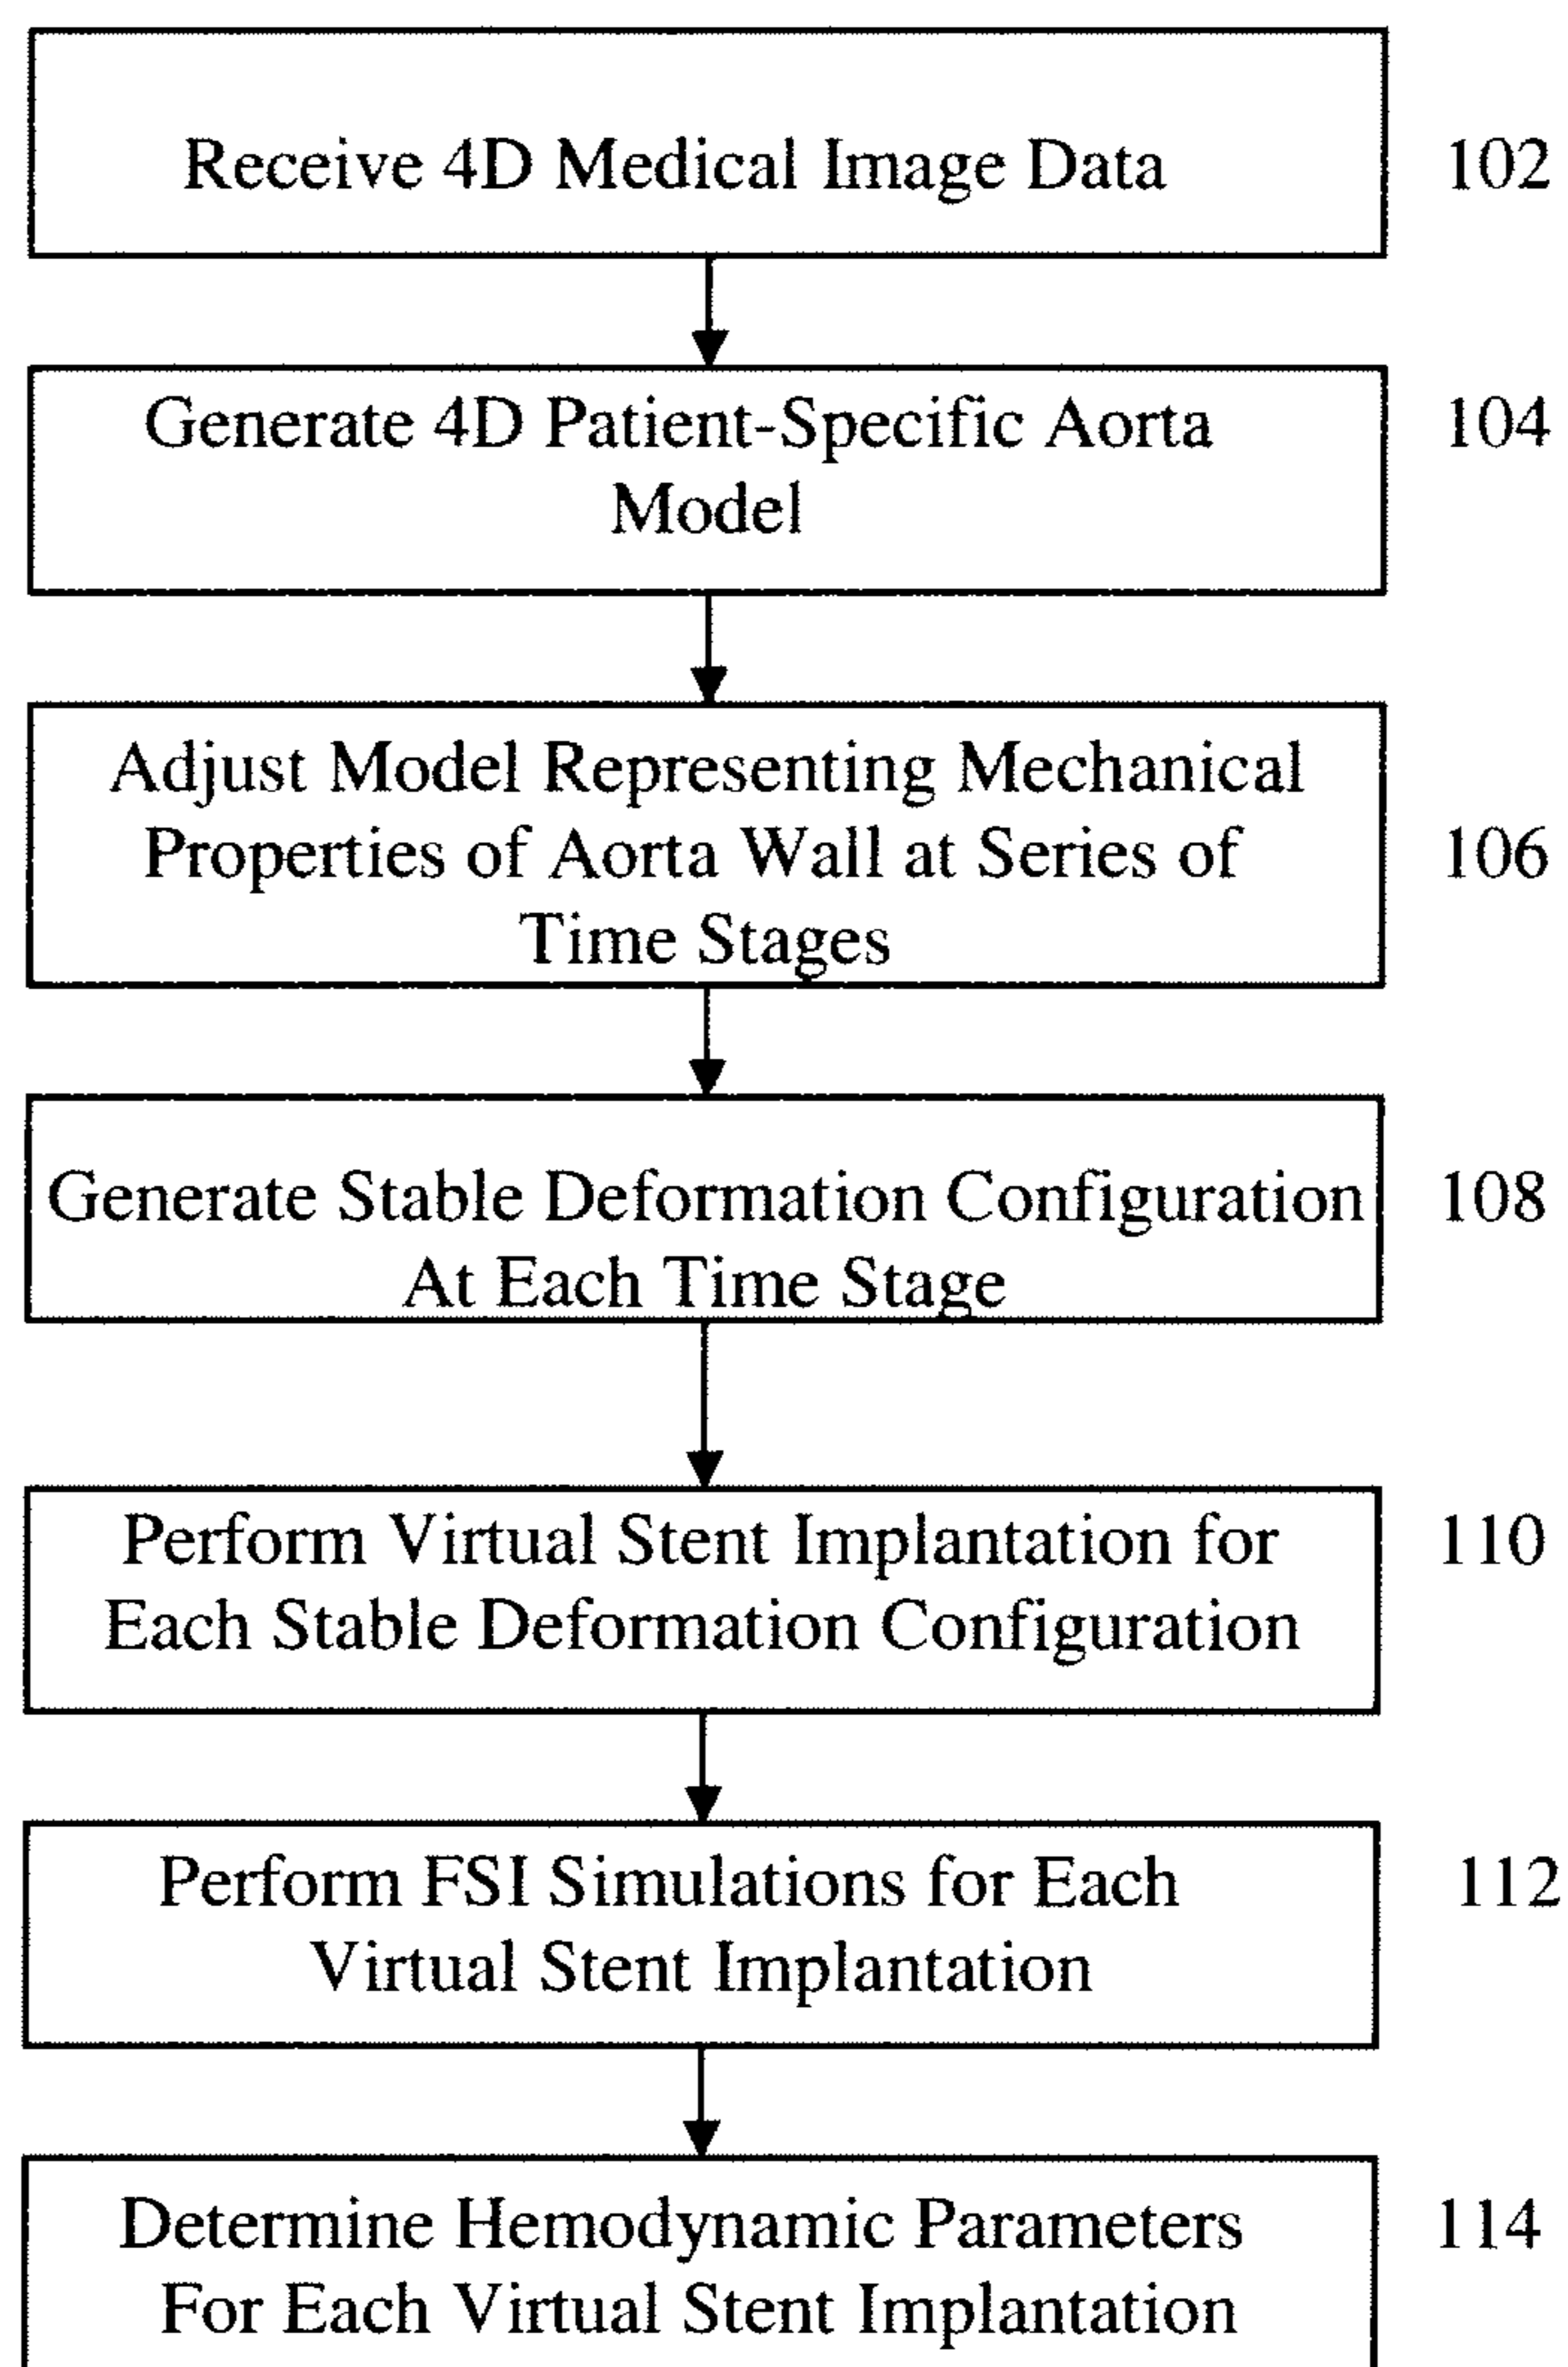 Receive 4D Medical Image Data
102
Generate 4D Patient-Specific Aorta
Model
104
Adjust Model Representing Mechanical
Properties of Aorta Wall at Series of
Time Stages
106
Generate Stable Deformation Configuration
At Each Time Stage
108
Perform Virtual Stent Implantation for
Each Stable Deformation Configuration
110
Perform FSI Simulations for Each
Virtual Stent Implantation
112
Determine Hemodynamic Parameters
For Each Virtual Stent Implantation
114